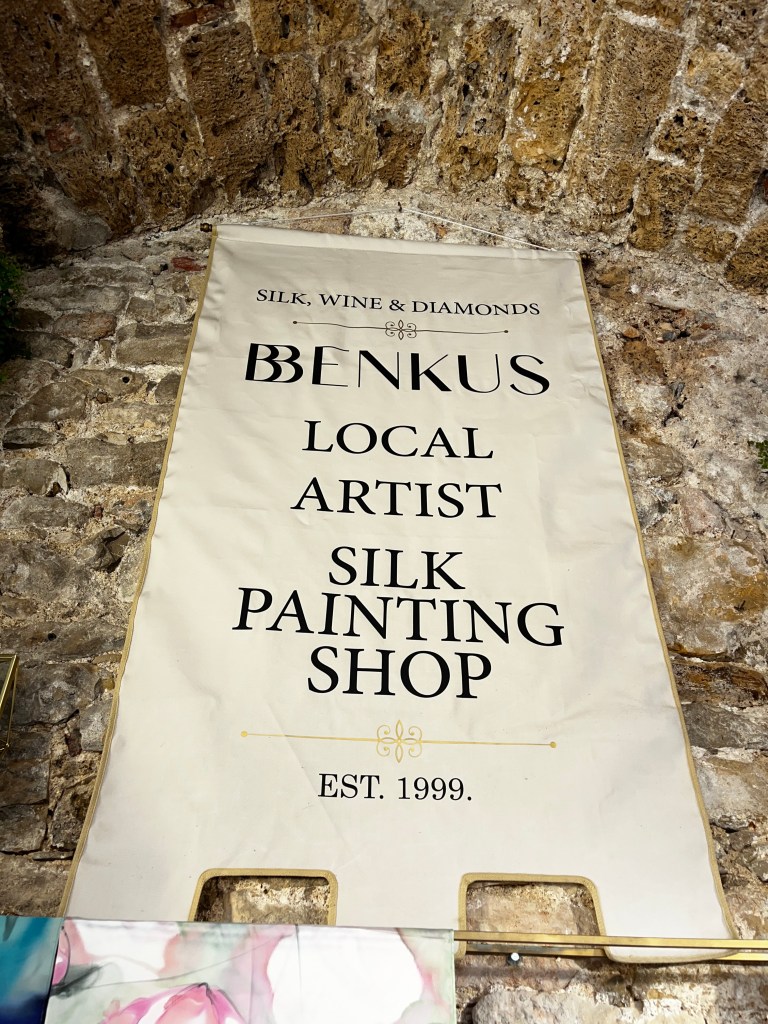 SILK, WINE & DIAMONDS
BBENKUS
LOCAL
ARTIST
SILK
PAINTING
SHOP
EST. 1999.